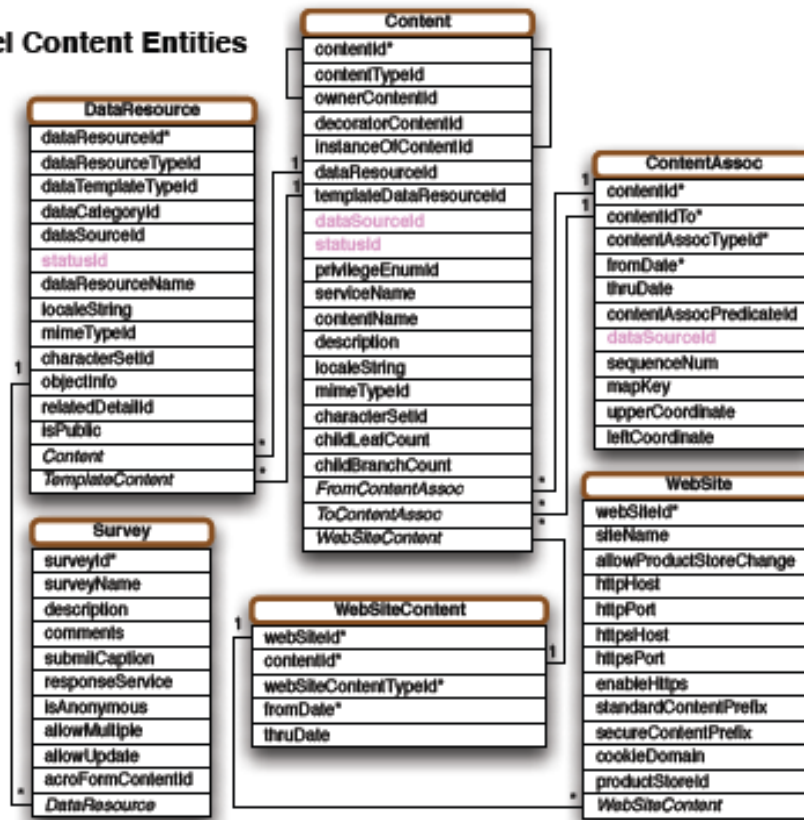 el Content Entities
Content
contentId*
contentTypeId
ownerContentId
decoratorContentId
instanceOfContentId
dataResourceId
templateDataResourceId
dataSourceId
statusId
privilegeEnumId
serviceName
contentName
description
localeString
mimeTypeId
characterSetId
childLeafCount
childBranchCount
FromContentAssoc
ToContentAssoc
WebSiteContent
DataResource
dataResourceId*
dataResourceTypeId
dataTemplateTypeId
dataCategoryId
dataSourceId
statusId
dataResourceName
localeString
mimeTypeId
characterSetId
objectInfo
relatedDetailId
isPublic
Content
TemplateContent
1
1
1
*
*
ContentAssoc
contentId*
contentIdTo*
contentAssocTypeId*
fromDate*
thruDate
contentAssocPredicateId
dataSourceId
sequenceNum
mapKey
upperCoordinate
leftCoordinate
1
1
*
*
*
Survey
surveyId*
surveyName
description
comments
submitCaption
responseService
isAnonymous
allowMultiple
allowUpdate
acroFormContentId
DataResource
*
WebSiteContent
webSiteId*
contentId*
webSiteContentTypeId*
fromDate*
thruDate
1
1
WebSite
webSiteId*
siteName
allowProductStoreChange
httpHost
httpPort
httpsHost
httpsPort
enableHttps
standardContentPrefix
secureContentPrefix
cookieDomain
productStoreId
WebSiteContent
*